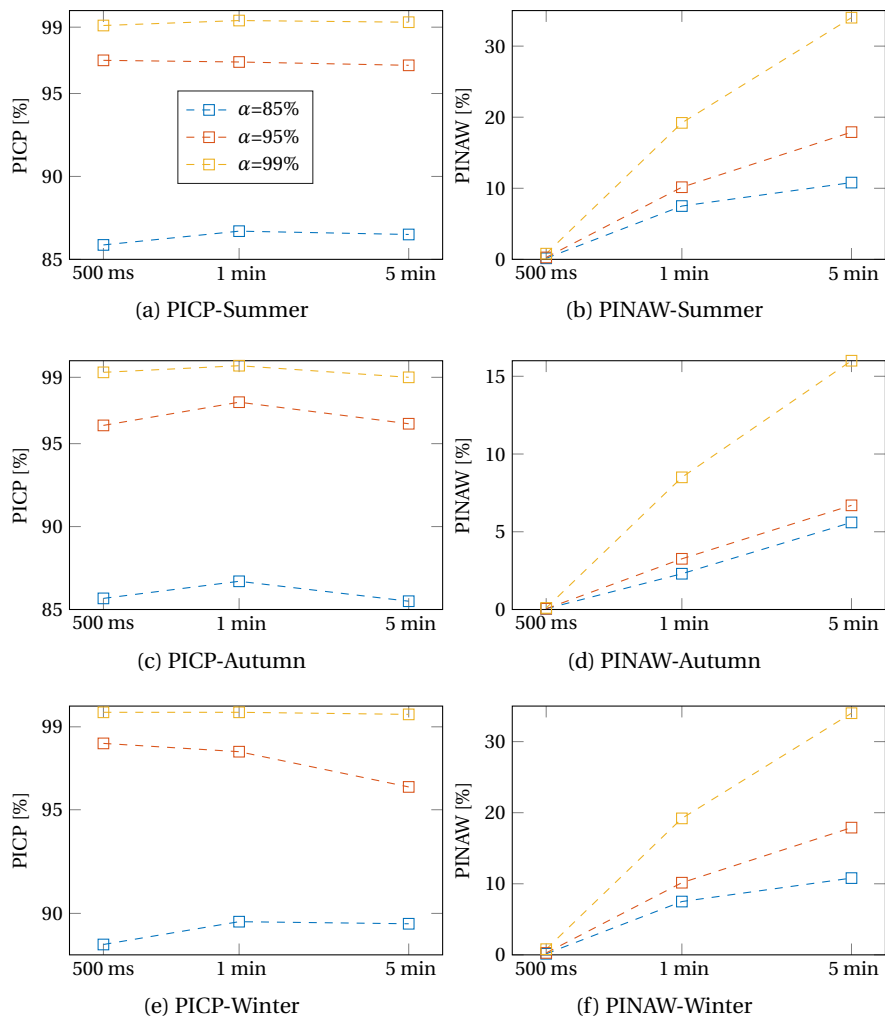 99
95
90
85
PICP [%]
α=85%
α=95%
α=99%
500 ms 1 min 5 min
(a) PICP-Summer
30
20
10
0
PINAW [%]
500 ms 1 min 5 min
(b) PINAW-Summer
99
95
90
85
PICP [%]
500 ms 1 min 5 min
(c) PICP-Autumn
15
10
5
0
PINAW [%]
500 ms 1 min 5 min
(d) PINAW-Autumn
99
95
90
PICP [%]
500 ms 1 min 5 min
(e) PICP-Winter
30
20
10
0
PINAW [%]
500 ms 1 min 5 min
(f) PINAW-Winter